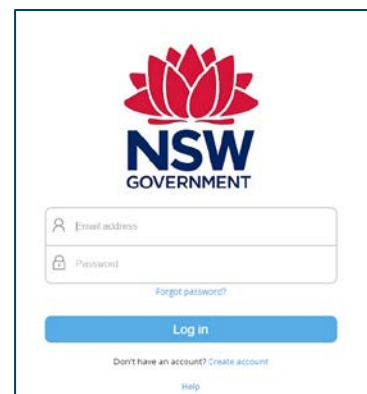 NSW
GOVERNMENT
Email address
Password
Forgot password?
Log in
Don't have an account? Create account
Help